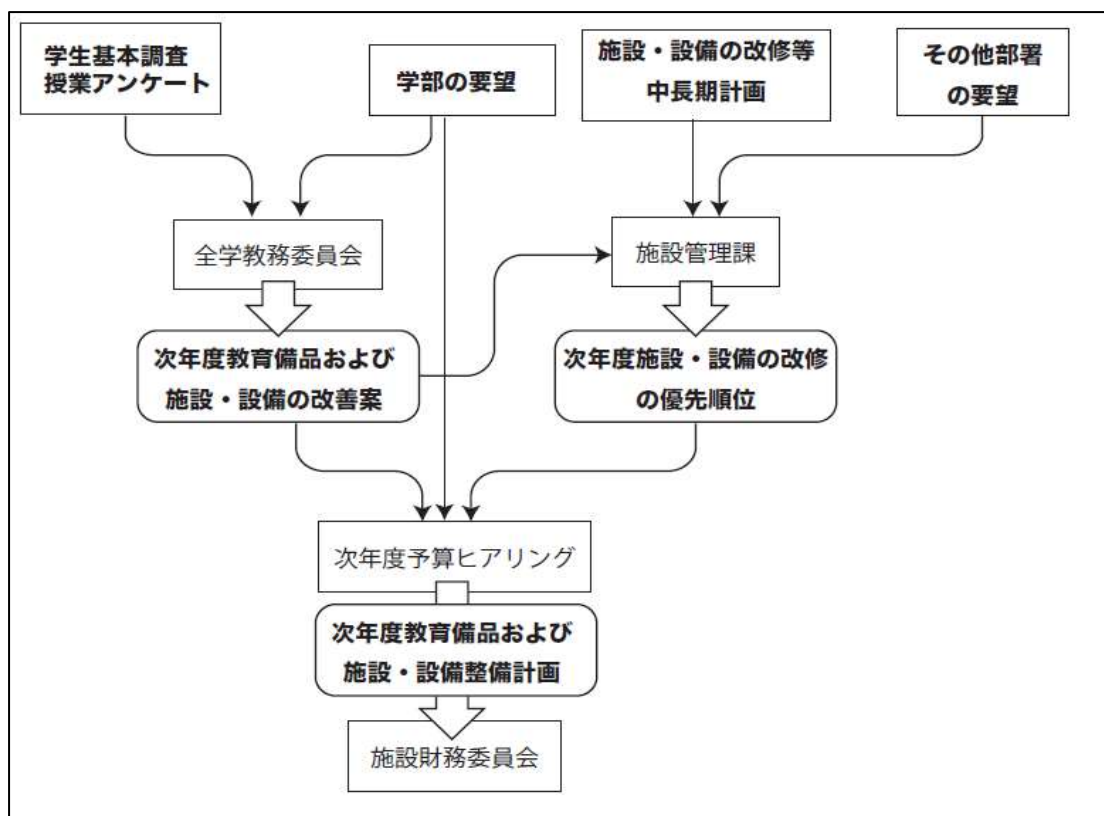 学生基本調査
授業アンケート
学部の要望
施設・設備の改修等
中長期計画
その他部署
の要望
全学教務委員会
施設管理課
次年度教育備品および
施設・設備の改善案
次年度施設・設備の改修
の優先順位
次年度予算ヒアリング
次年度教育備品および
施設・設備整備計画
施設財務委員会